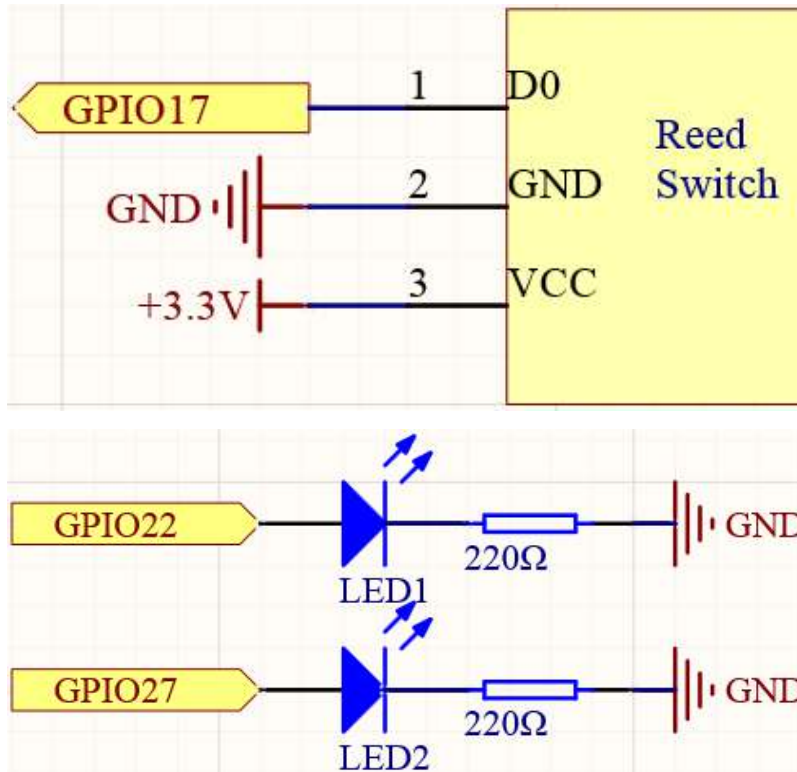 GPIO17
1
D0
Reed
Switch
GND
2
GND
+3.3V
3
VCC
GPIO22
LED1
220Ω
GND
GPIO27
LED2
220Ω
GND